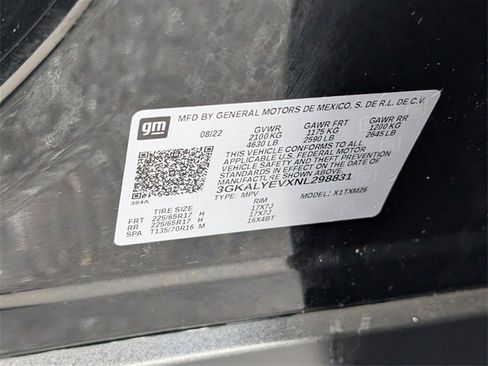 MFD BY GENERAL MOTORS DE MEXICO, S. DE R.L. DE C.V.
gm
08/22 GVWR GAWR FRT GAWR RR
2100 KG 1175 KG 1200 KG
4630 LB 2590 LB 2645 LB
THIS VEHICLE CONFORMS TO ALL
APPLICABLE U.S. FEDERAL MOTOR
VEHICLE SAFETY AND THEFT PREVENTION
STANDARDS IN EFFECT ON THE DATE OF
MANUFACTURE SHOWN ABOVE.
3GKALYEVXNL298831
394A
TYPE: MPV MODEL: X1TXM26
TIRE SIZE RIM
FRT 225/65R17 H 17X7J
RR 225/65R17 H 17X7J
SPA T135/70R16 M 16X4BT